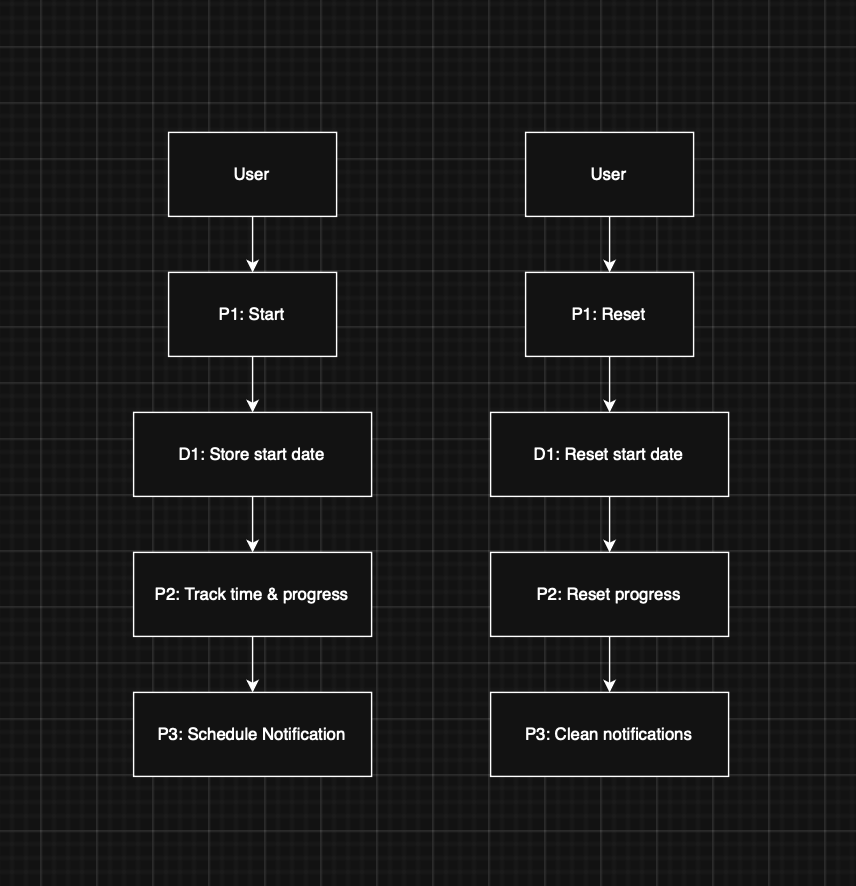 User
P1: Start
D1: Store start date
P2: Track time & progress
P3: Schedule Notification
User
P1: Reset
D1: Reset start date
P2: Reset progress
P3: Clean notifications